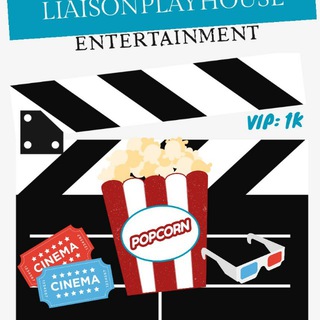 LIAISONPLAYHOUSE
ENTERTAINMENT
VIP: 1K
POPCORN
CINEMA
CINEMA